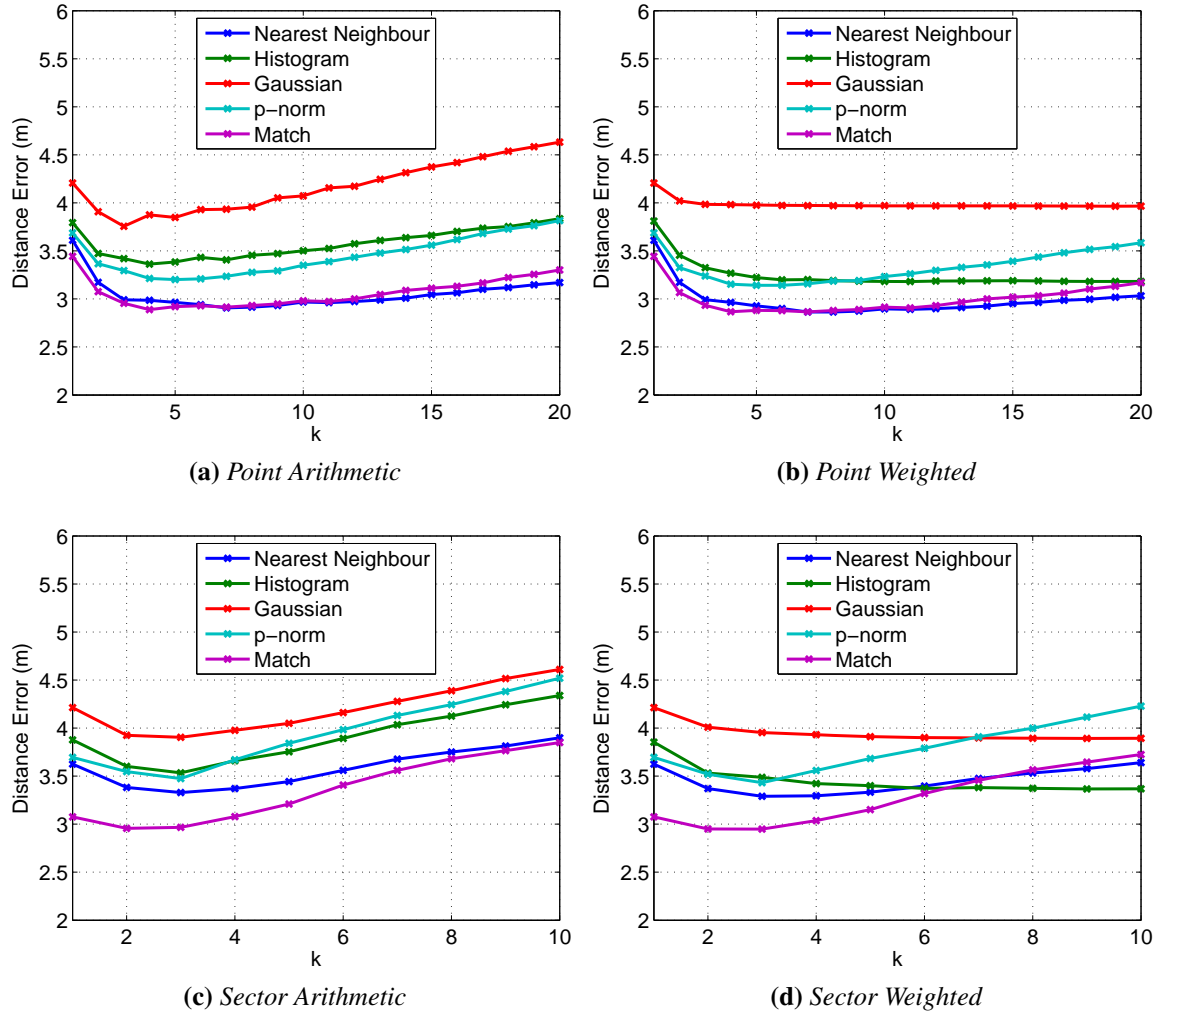 6
5.5
5
4.5
4
3.5
3
2.5
2
Distance Error (m)
Nearest Neighbour
Histogram
Gaussian
p−norm
Match
5 10 15 20
k
(a) Point Arithmetic
6
5.5
5
4.5
4
3.5
3
2.5
2
Distance Error (m)
Nearest Neighbour
Histogram
Gaussian
p−norm
Match
5 10 15 20
k
(b) Point Weighted
6
5.5
5
4.5
4
3.5
3
2.5
2
Distance Error (m)
Nearest Neighbour
Histogram
Gaussian
p−norm
Match
2 4 6 8 10
k
(c) Sector Arithmetic
6
5.5
5
4.5
4
3.5
3
2.5
2
Distance Error (m)
Nearest Neighbour
Histogram
Gaussian
p−norm
Match
2 4 6 8 10
k
(d) Sector Weighted